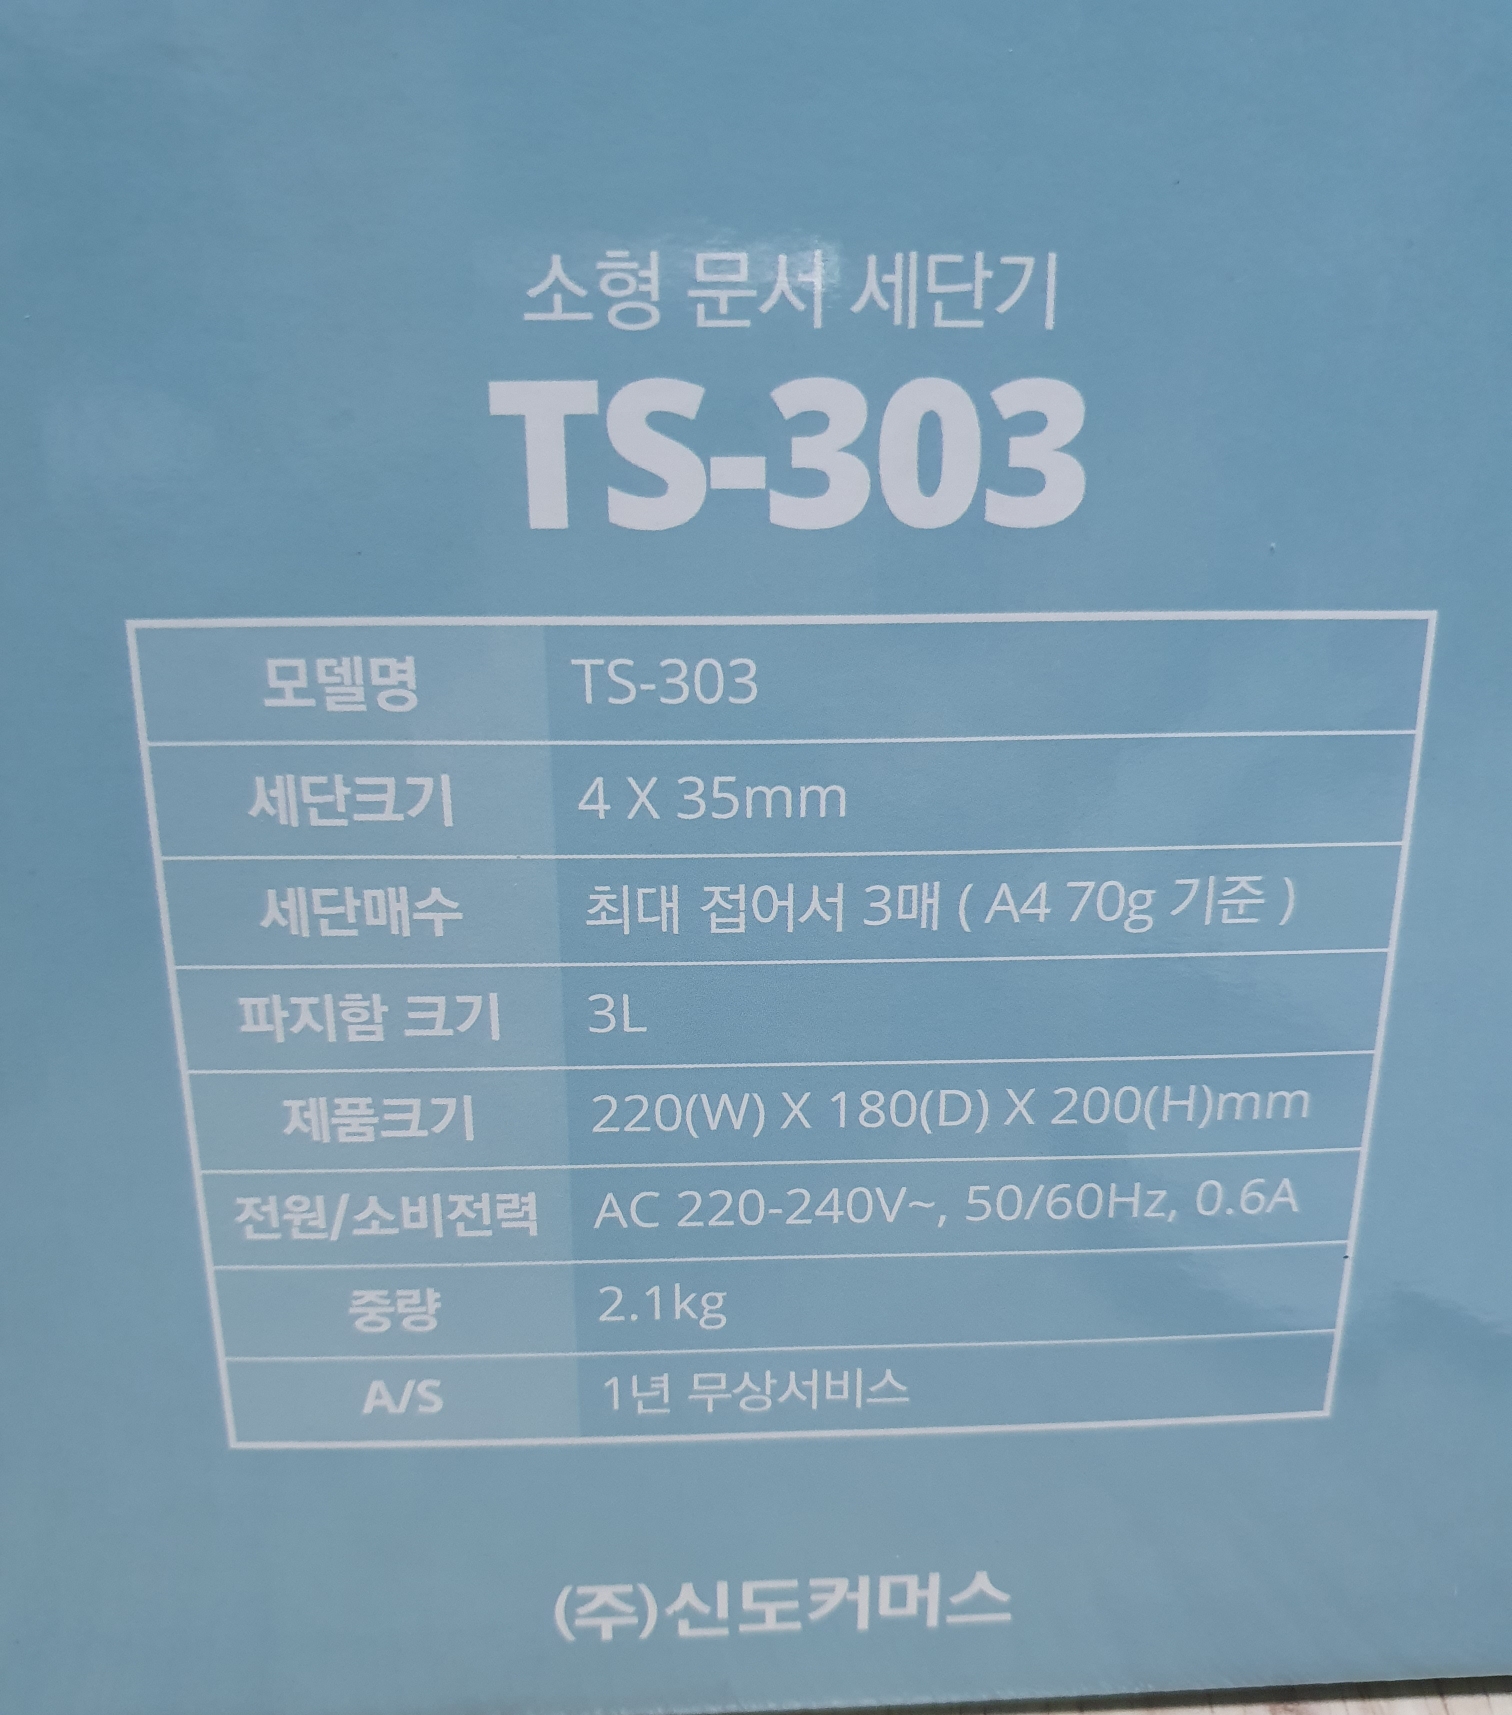 소형 문서 세단기
TS-303
모델명 TS-303
세단크기 4 X 35mm
세단매수 최대 접어서 3매 ( A4 70g 기준 )
파지함 크기 3L
제품크기 220(W) X 180(D) X 200(H)mm
전원/소비전력 AC 220-240V~, 50/60Hz, 0.6A
중량 2.1kg
A/S 1년 무상서비스
(주)신도커머스